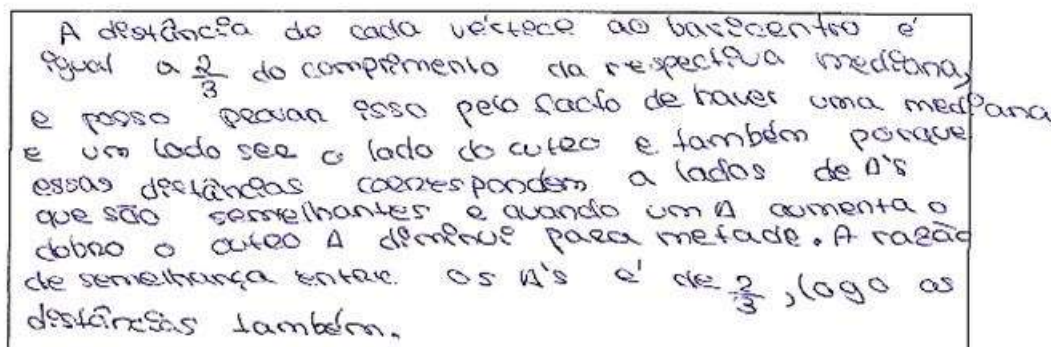 A distância do cada vértece ao baricentro é
igual a 2/3 do comprimento da respectiva mediana,
e posso provar isso pelo facto de haver uma mediana
e um lado ser o lado do outro e também porque
essas distâncias correspondem a lados de Δ's
que são semelhantes e quando um Δ aumenta o
dobro o outro Δ diminui para metade. A razão
de semelhança entre os Δ's é de 2/3, logo as
distâncias também.